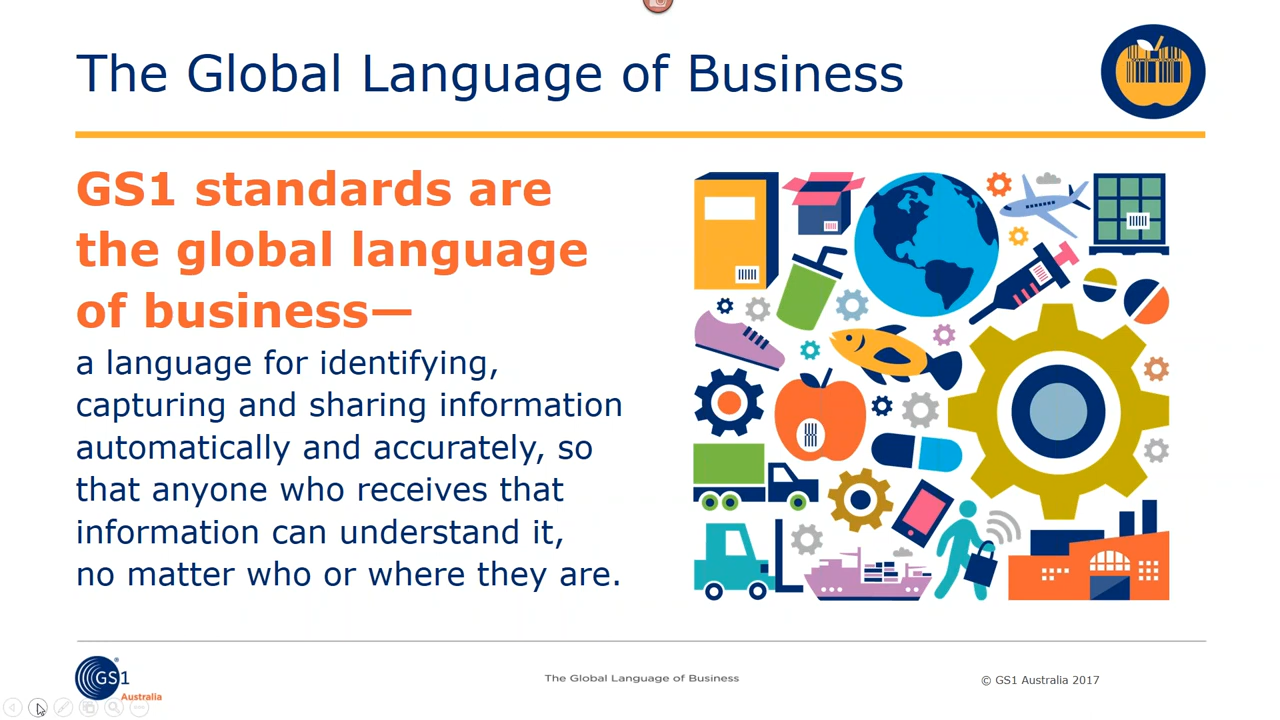 The Global Language of Business
GS1 standards are
the global language
of business—
a language for identifying,
capturing and sharing information
automatically and accurately, so
that anyone who receives that
information can understand it,
no matter who or where they are.
GS1
®
Australia
The Global Language of Business
© GS1 Australia 2017